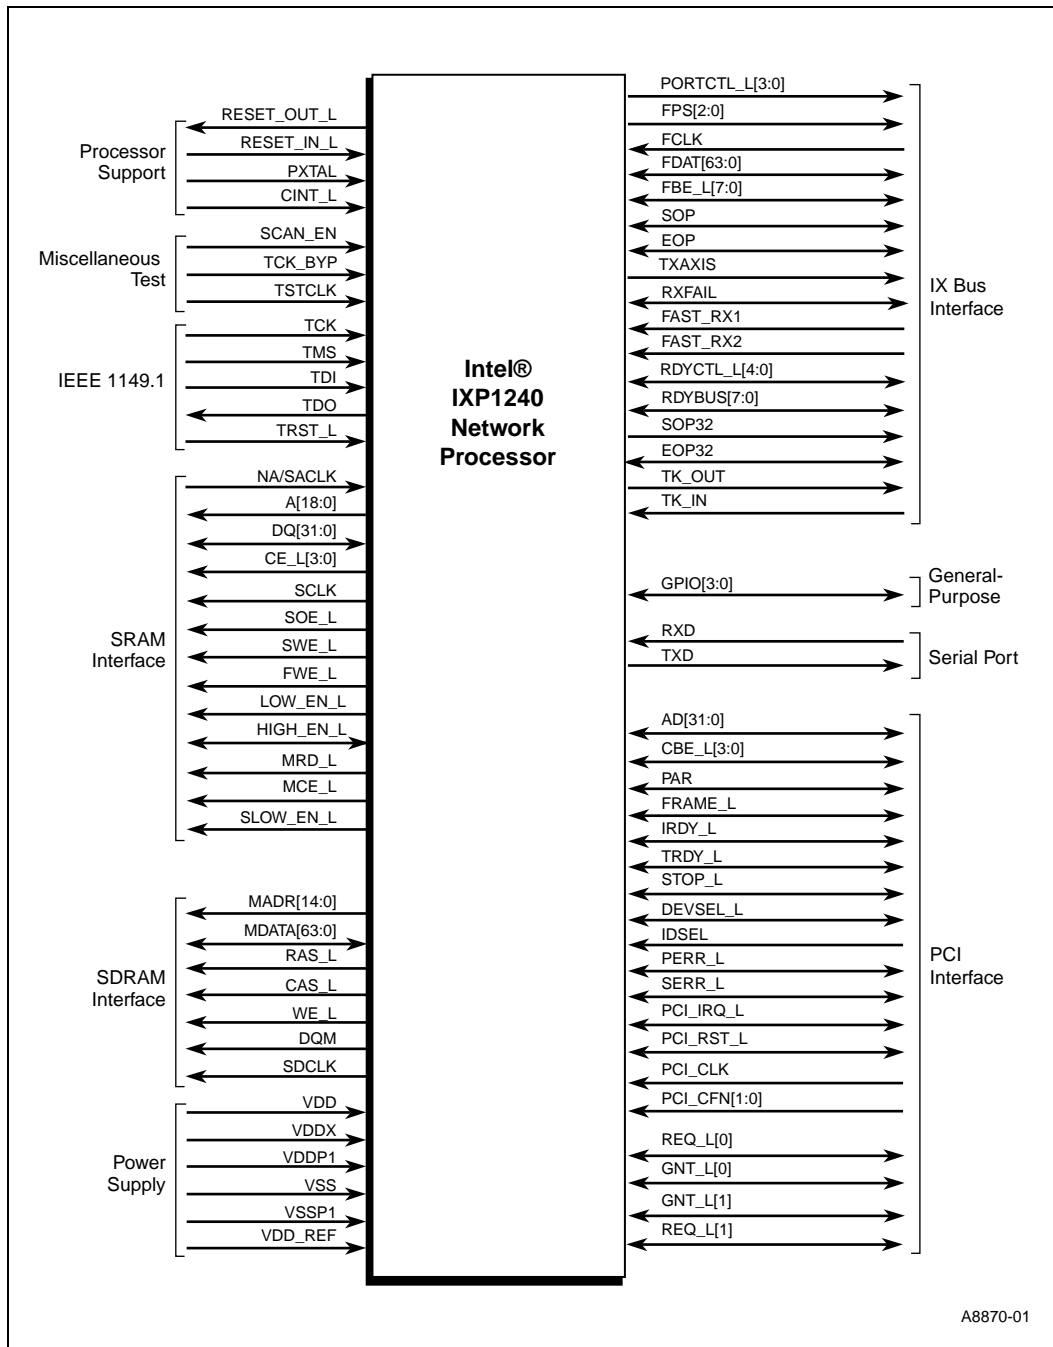 RESET_OUT_L
RESET_IN_L
PXTAL
CINT_L
Processor
Support
SCAN_EN
TCK_BYP
TSTCLK
Miscellaneous
Test
TCK
TMS
TDI
TDO
TRST_L
IEEE 1149.1
NA/SACLK
A[18:0]
DQ[31:0]
CE_L[3:0]
SCLK
SOE_L
SWE_L
FWE_L
LOW_EN_L
HIGH_EN_L
MRD_L
MCE_L
SLOW_EN_L
SRAM
Interface
MADR[14:0]
MDATA[63:0]
RAS_L
CAS_L
WE_L
DQM
SDCLK
SDRAM
Interface
VDD
VDDX
VDDP1
VSS
VSSP1
VDD_REF
Power
Supply
Intel®
IXP1240
Network
Processor
PORTCTL_L[3:0]
FPS[2:0]
FCLK
FDAT[63:0]
FBE_L[7:0]
SOP
EOP
TXAXIS
RXFAIL
FAST_RX1
FAST_RX2
RDYCTL_L[4:0]
RDYBUS[7:0]
SOP32
EOP32
TK_OUT
TK_IN
IX Bus
Interface
GPIO[3:0]
General-
Purpose
RXD
TXD
Serial Port
AD[31:0]
CBE_L[3:0]
PAR
FRAME_L
IRDY_L
TRDY_L
STOP_L
DEVSEL_L
IDSEL
PERR_L
SERR_L
PCI_IRQ_L
PCI_RST_L
PCI_CLK
PCI_CFN[1:0]
REQ_L[0]
GNT_L[0]
GNT_L[1]
REQ_L[1]
PCI
Interface
A8870-01